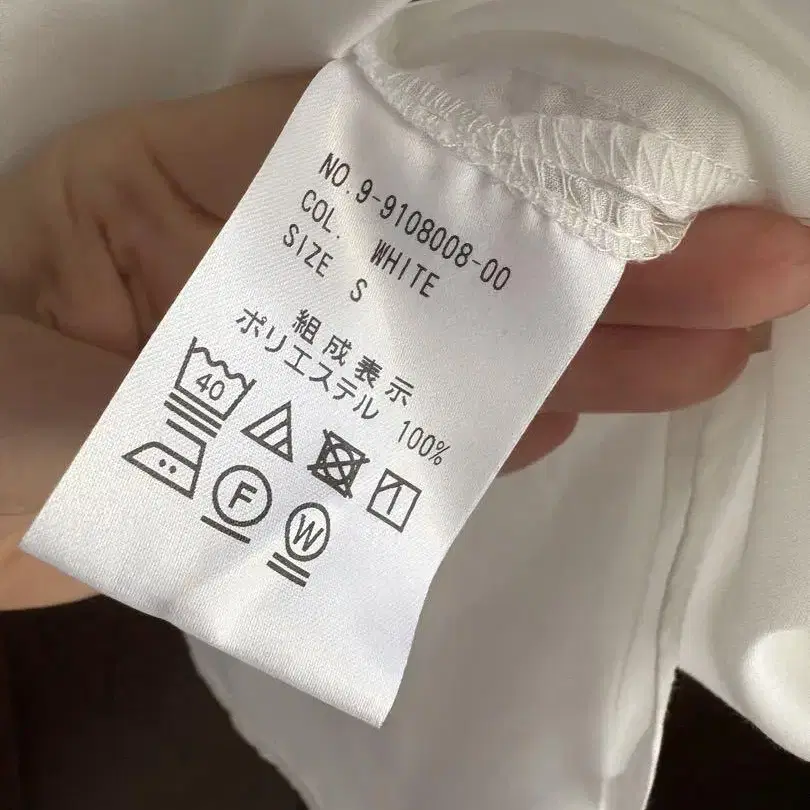 NO.9-9108008-00
COL. WHITE
SIZE S
組成表示
ポリエステル 100%
40
F
W